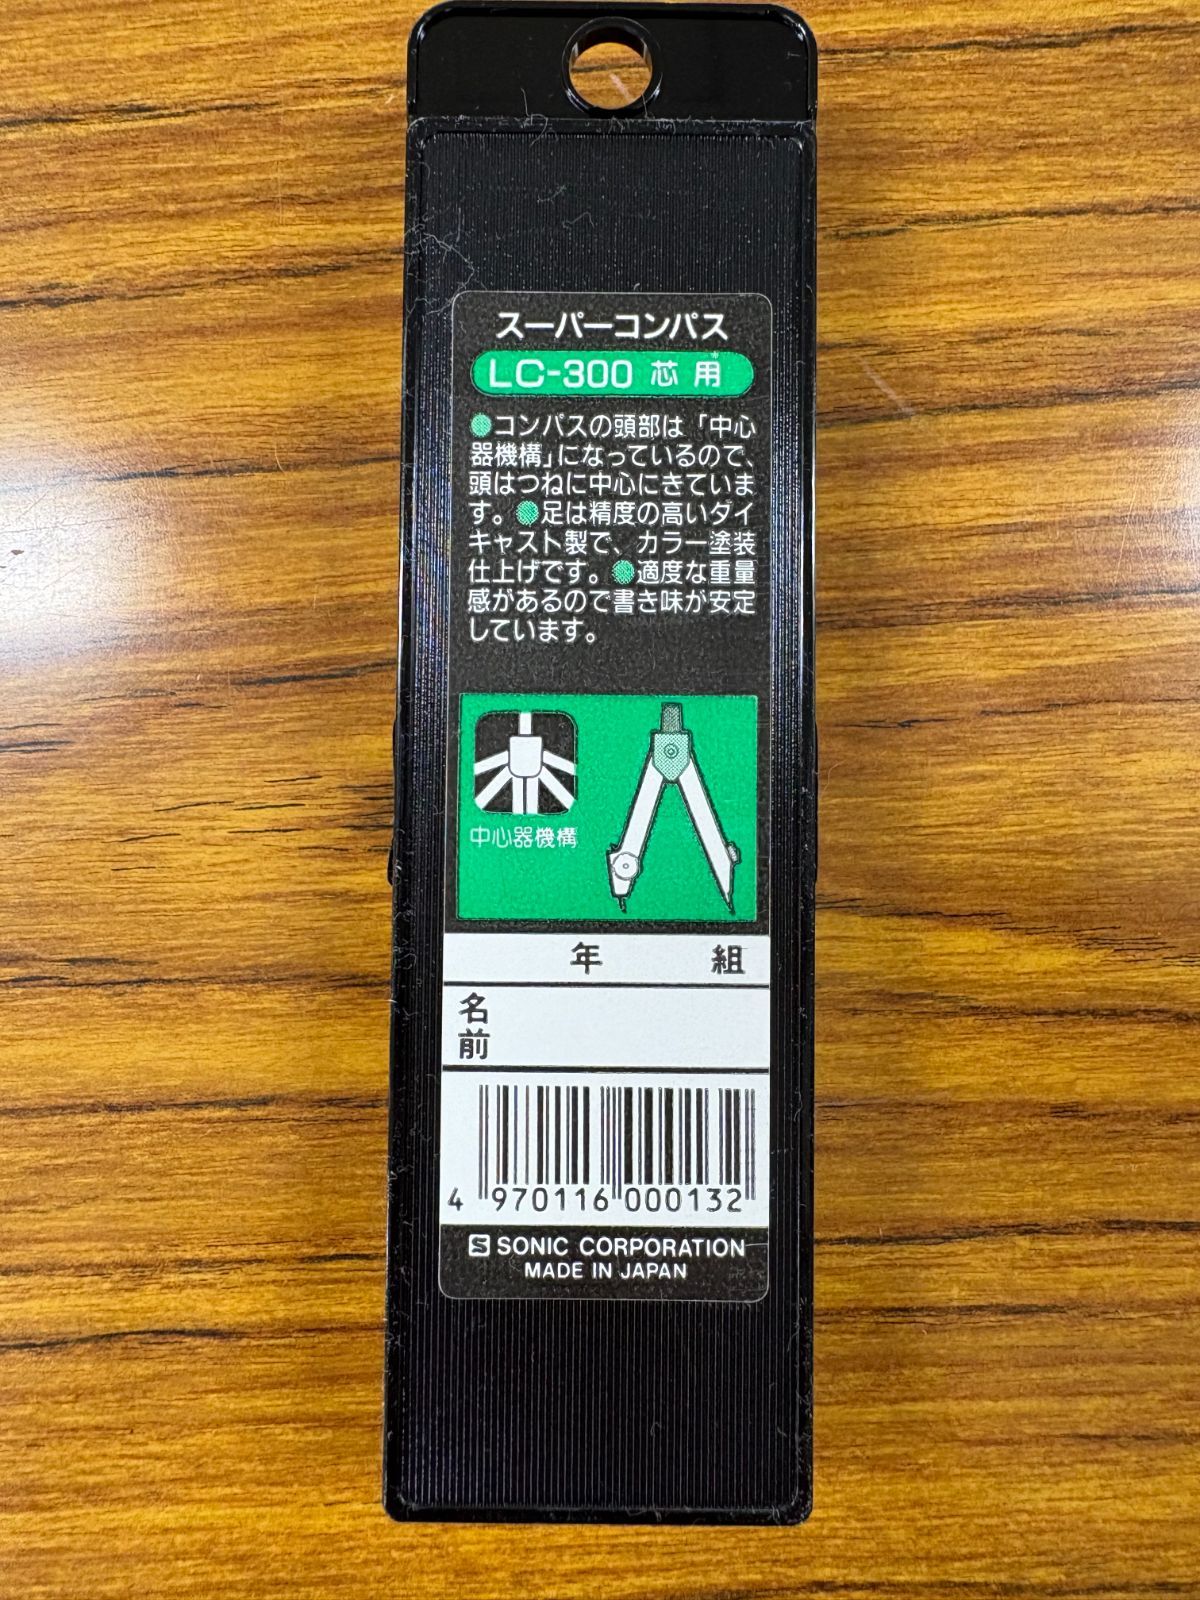 スーパーコンパス
LC-300 芯用
●コンパスの頭部は「中心
器機構」になっているので、
頭はつねに中心にきていま
す。●足は精度の高いダイ
キャスト製で、カラー塗装
仕上げです。●適度な重量
感があるので書き味が安定
しています。
中心器機構
年 組
名
前
4 970116 000132
S SONIC CORPORATION
MADE IN JAPAN